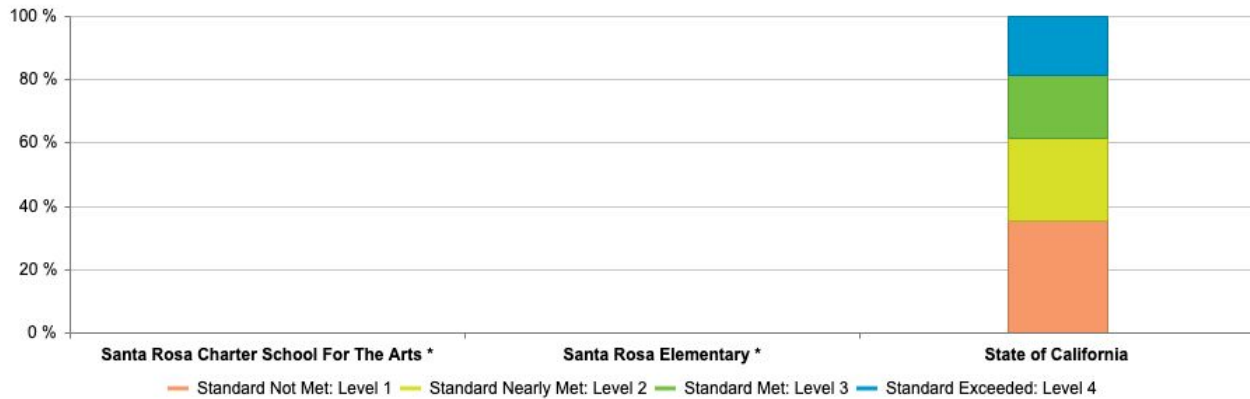 100 %
80 %
60 %
40 %
20 %
0 %
Santa Rosa Charter School For The Arts *
Santa Rosa Elementary *
State of California
Standard Not Met: Level 1
Standard Nearly Met: Level 2
Standard Met: Level 3
Standard Exceeded: Level 4